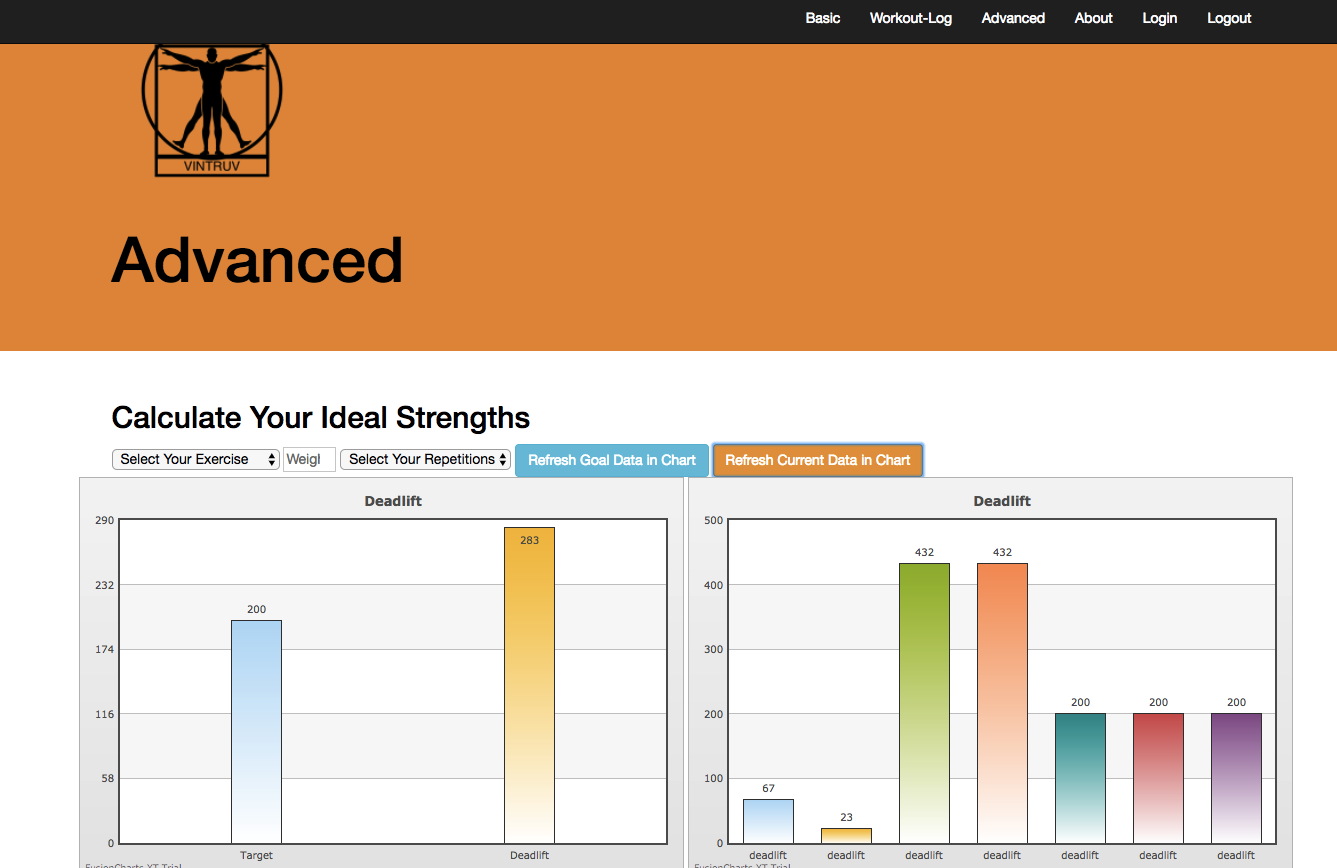 Basic Workout-Log Advanced About Login Logout
VINTRUV
Advanced
Calculate Your Ideal Strengths
Select Your Exercise Weigl Select Your Repetitions Refresh Goal Data in Chart Refresh Current Data in Chart
Deadlift
290
232
174
116
58
0
200
283
Target Deadlift
FusionCharts XT Trial
Deadlift
500
400
300
200
100
0
67
23
432
432
200
200
200
deadlift deadlift deadlift deadlift deadlift deadlift deadlift
FusionCharts XT Trial